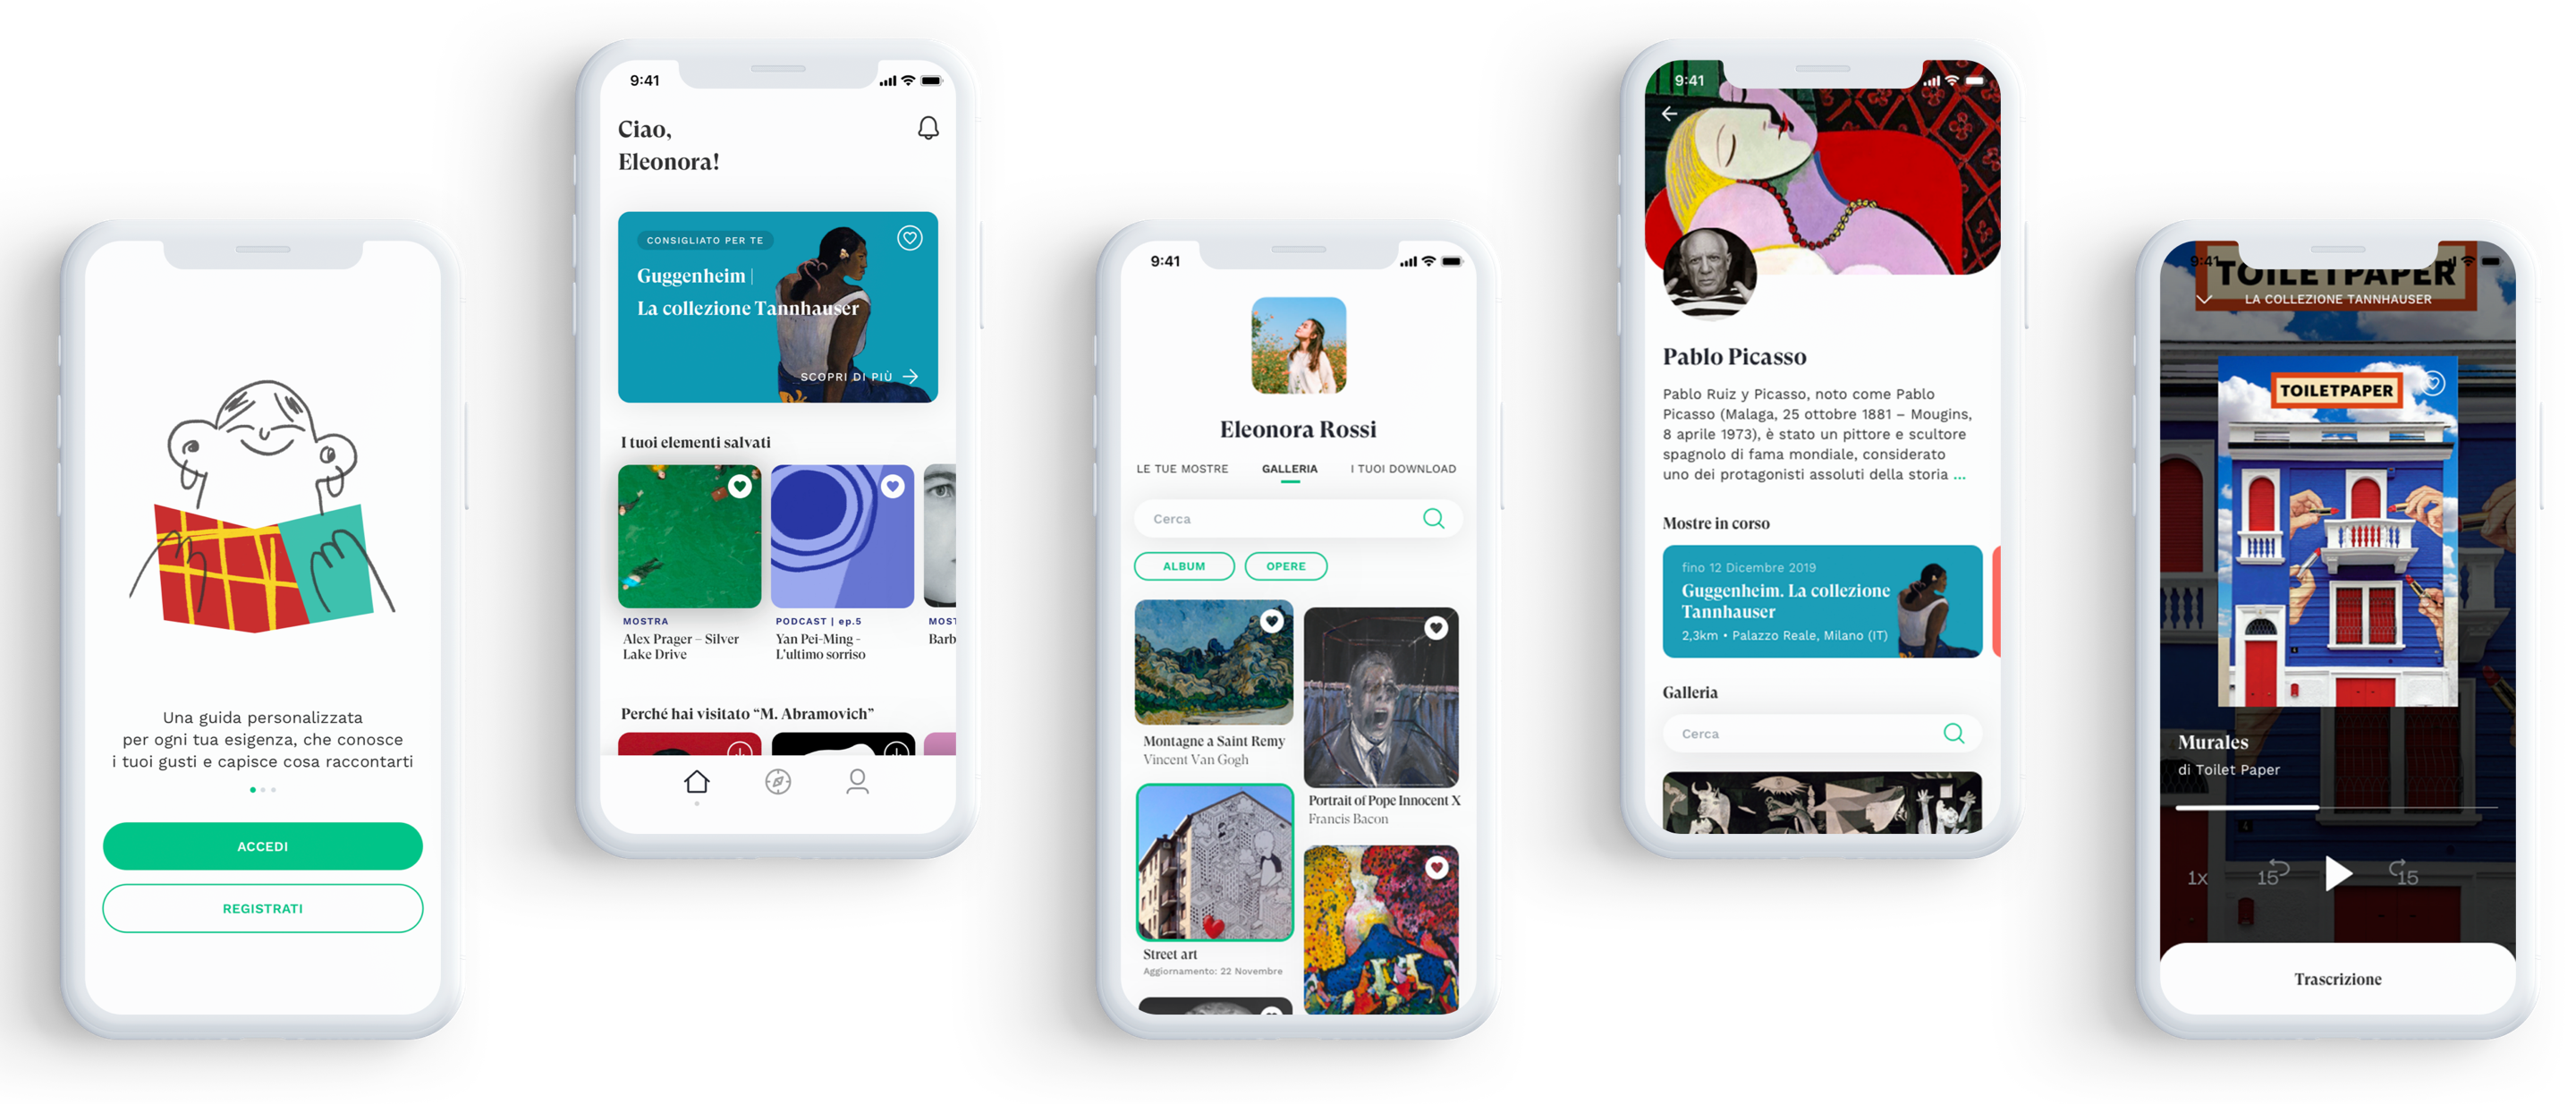 Una guida personalizzata
per ogni tua esigenza, che conosce
i tuoi gusti e capisce cosa raccontarti
ACCEDI
REGISTRATI
9:41
Ciao,
Eleonora!
CONSIGLIATO PER TE
Guggenheim |
La collezione Tannhauser
SCOPRI DI PIÙ
I tuoi elementi salvati
MOSTRA
Alex Prager – Silver
Lake Drive
PODCAST | ep.5
Yan Pei-Ming -
L'ultimo sorriso
MOST
Barb
Perché hai visitato “M. Abramovich”
9:41
Eleonora Rossi
LE TUE MOSTRE
GALLERIA
I TUOI DOWNLOAD
Cerca
ALBUM
OPERE
Montagne a Saint Remy
Vincent Van Gogh
Portrait of Pope Innocent X
Francis Bacon
Street art
Aggiornamento: 22 Novembre
9:41
Pablo Picasso
Pablo Ruiz y Picasso, noto come Pablo
Picasso (Malaga, 25 ottobre 1881 – Mougins,
8 aprile 1973), è stato un pittore e scultore
spagnolo di fama mondiale, considerato
uno dei protagonisti assoluti della storia ...
Mostre in corso
fino 12 Dicembre 2019
Guggenheim. La collezione
Tannhauser
2,3km • Palazzo Reale, Milano (IT)
Galleria
Cerca
9:41
TOILETPAPER
LA COLLEZIONE TANNHAUSER
TOILETPAPER
Murales
di Toilet Paper
1x
15
15
Trascrizione